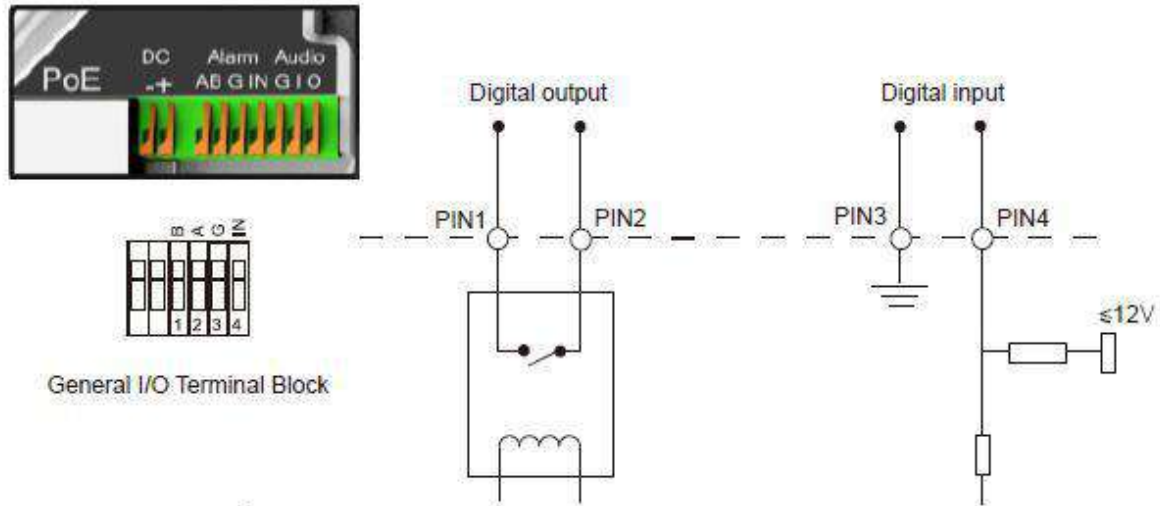 DC Alarm Audio
PoE -+ AB G IN G I O
Digital output
Digital input
PIN1
PIN2
PIN3
PIN4
≤12V
B A G IN
1 2 3 4
General I/O Terminal Block